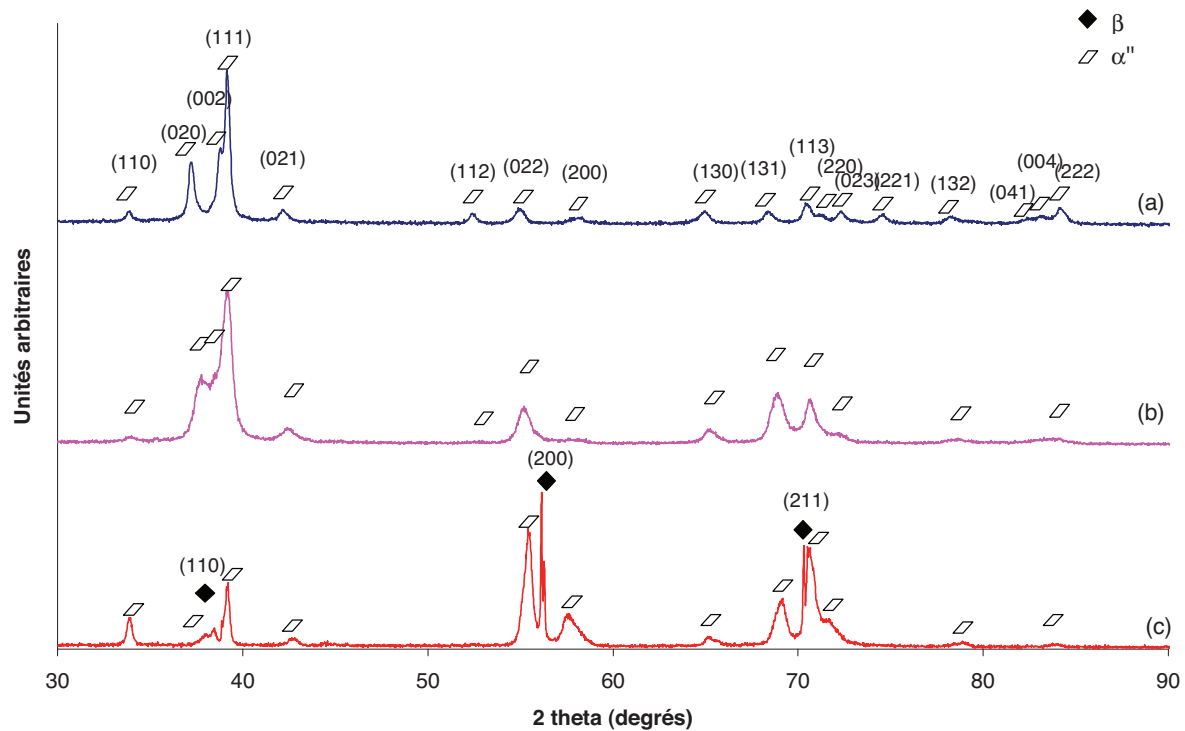 β
α"
(111)
(002)
(020)
(110)
(021)
(112)
(022)
(200)
(130)
(131)
(113)
(220)
(023)
(221)
(132)
(041)
(004)
(222)
(a)
(b)
(200)
(211)
(110)
(c)
Unités arbitraires
30 40 50 60 70 80 90
2 theta (degrés)